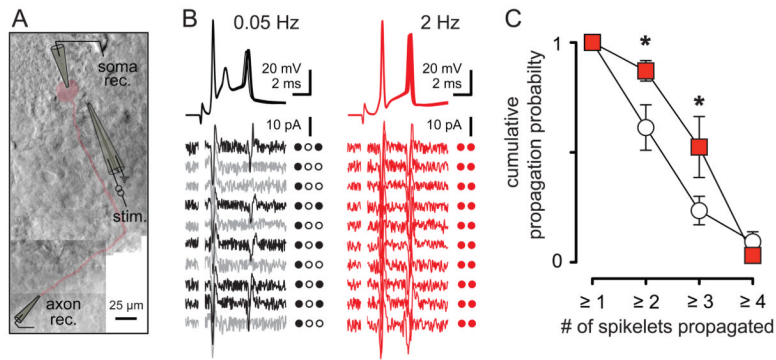 A
soma
rec.
stim.
axon
rec.
25 µm
B
0.05 Hz
20 mV
2 ms
10 pA
2 Hz
20 mV
2 ms
10 pA
C
cumulative
propagation probabilty
1
0
*
*
≥ 1
≥ 2
≥ 3
≥ 4
# of spikelets propagated